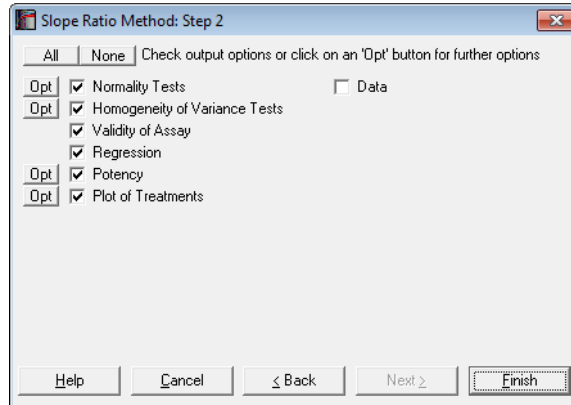 Slope Ratio Method: Step 2
All None Check output options or click on an 'Opt' button for further options
Opt Normality Tests Data
Opt Homogeneity of Variance Tests
Validity of Assay
Regression
Opt Potency
Opt Plot of Treatments
Help Cancel < Back Next > Finish